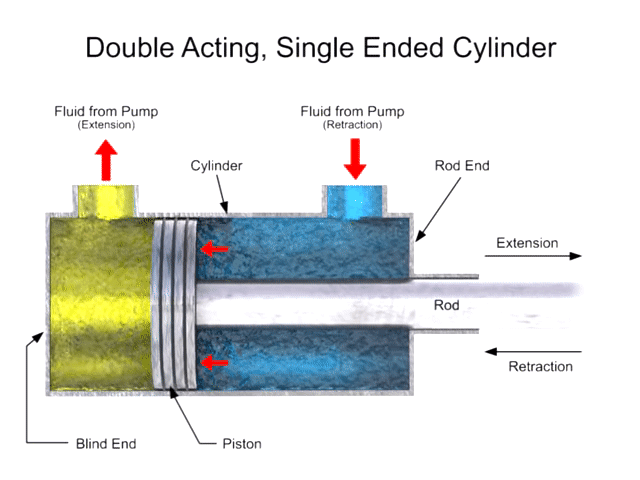 Double Acting, Single Ended Cylinder
Fluid from Pump
(Extension)
Fluid from Pump
(Retraction)
Cylinder
Rod End
Extension
Rod
Retraction
Blind End
Piston